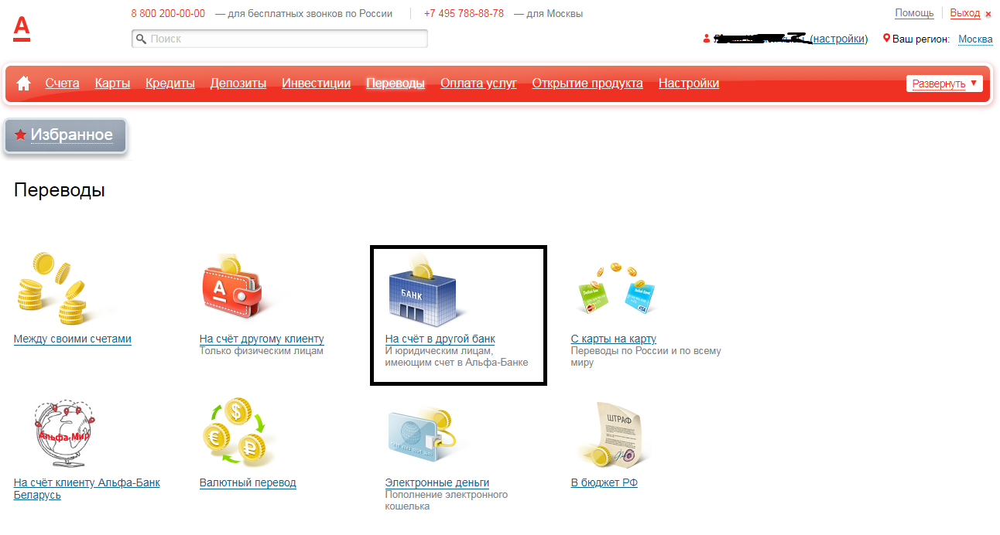 8 800 200-00-00 — для бесплатных звонков по России +7 495 788-88-78 — для Москвы Помощь Выход ×
А
Поиск
(настройки) Ваш регион: Москва
Счета Карты Кредиты Депозиты Инвестиции Переводы Оплата услуг Открытие продукта Настройки Развернуть ▼
Избранное
Переводы
А
БАНК
VISA
Между своими счетами
На счёт другому клиенту
Только физическим лицам
На счёт в другой банк
И юридическим лицам,
имеющим счет в Альфа-Банке
С карты на карту
Переводы по России и по всему
миру
Альфа-Мир
$
€
₽
ШТРАФ
На счёт клиенту Альфа-Банк
Беларусь
Валютный перевод
Электронные деньги
Пополнение электронного
кошелька
В бюджет РФ